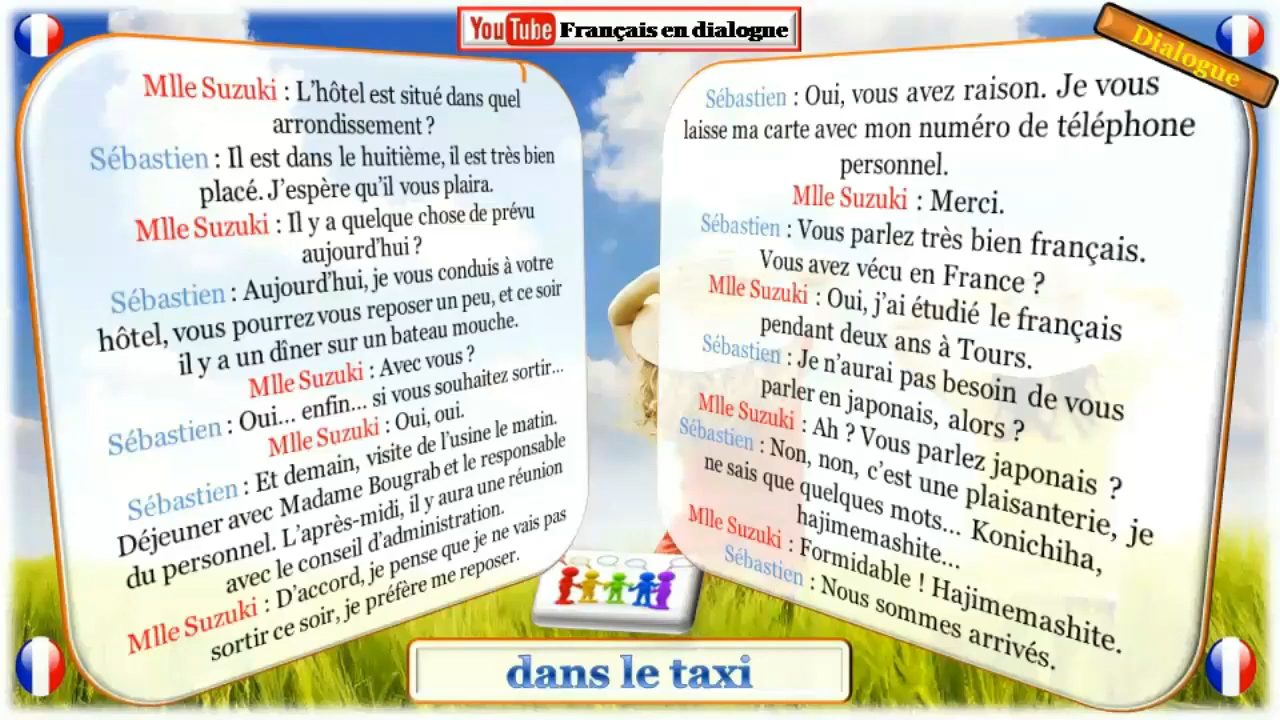 YouTube Français en dialogue
Dialogue
Mlle Suzuki : L'hôtel est situé dans quel
arrondissement ?
Sébastien : Il est dans le huitième, il est très bien
placé. J'espère qu'il vous plaira.
Mlle Suzuki : Il y a quelque chose de prévu
aujourd'hui ?
Sébastien : Aujourd'hui, je vous conduis à votre
hôtel, vous pourrez vous reposer un peu, et ce soir
il y a un dîner sur un bateau mouche.
Mlle Suzuki : Avec vous ?
Sébastien : Oui... enfin... si vous souhaitez sortir...
Mlle Suzuki : Oui, oui.
Sébastien : Et demain, visite de l'usine le matin.
Déjeuner avec Madame Bougrab et le responsable
du personnel. L'après-midi, il y aura une réunion
avec le conseil d'administration.
Mlle Suzuki : D'accord, je pense que je ne vais pas
sortir ce soir, je préfère me reposer.
Sébastien : Oui, vous avez raison. Je vous
laisse ma carte avec mon numéro de téléphone
personnel.
Mlle Suzuki : Merci.
Sébastien : Vous parlez très bien français.
Vous avez vécu en France ?
Mlle Suzuki : Oui, j'ai étudié le français
pendant deux ans à Tours.
Sébastien : Je n'aurai pas besoin de vous
parler en japonais, alors ?
Mlle Suzuki : Ah ? Vous parlez japonais ?
Sébastien : Non, non, c'est une plaisanterie, je
ne sais que quelques mots... Konichiha,
hajimemashite...
Mlle Suzuki : Formidable ! Hajimemashite.
Sébastien : Nous sommes arrivés.
dans le taxi